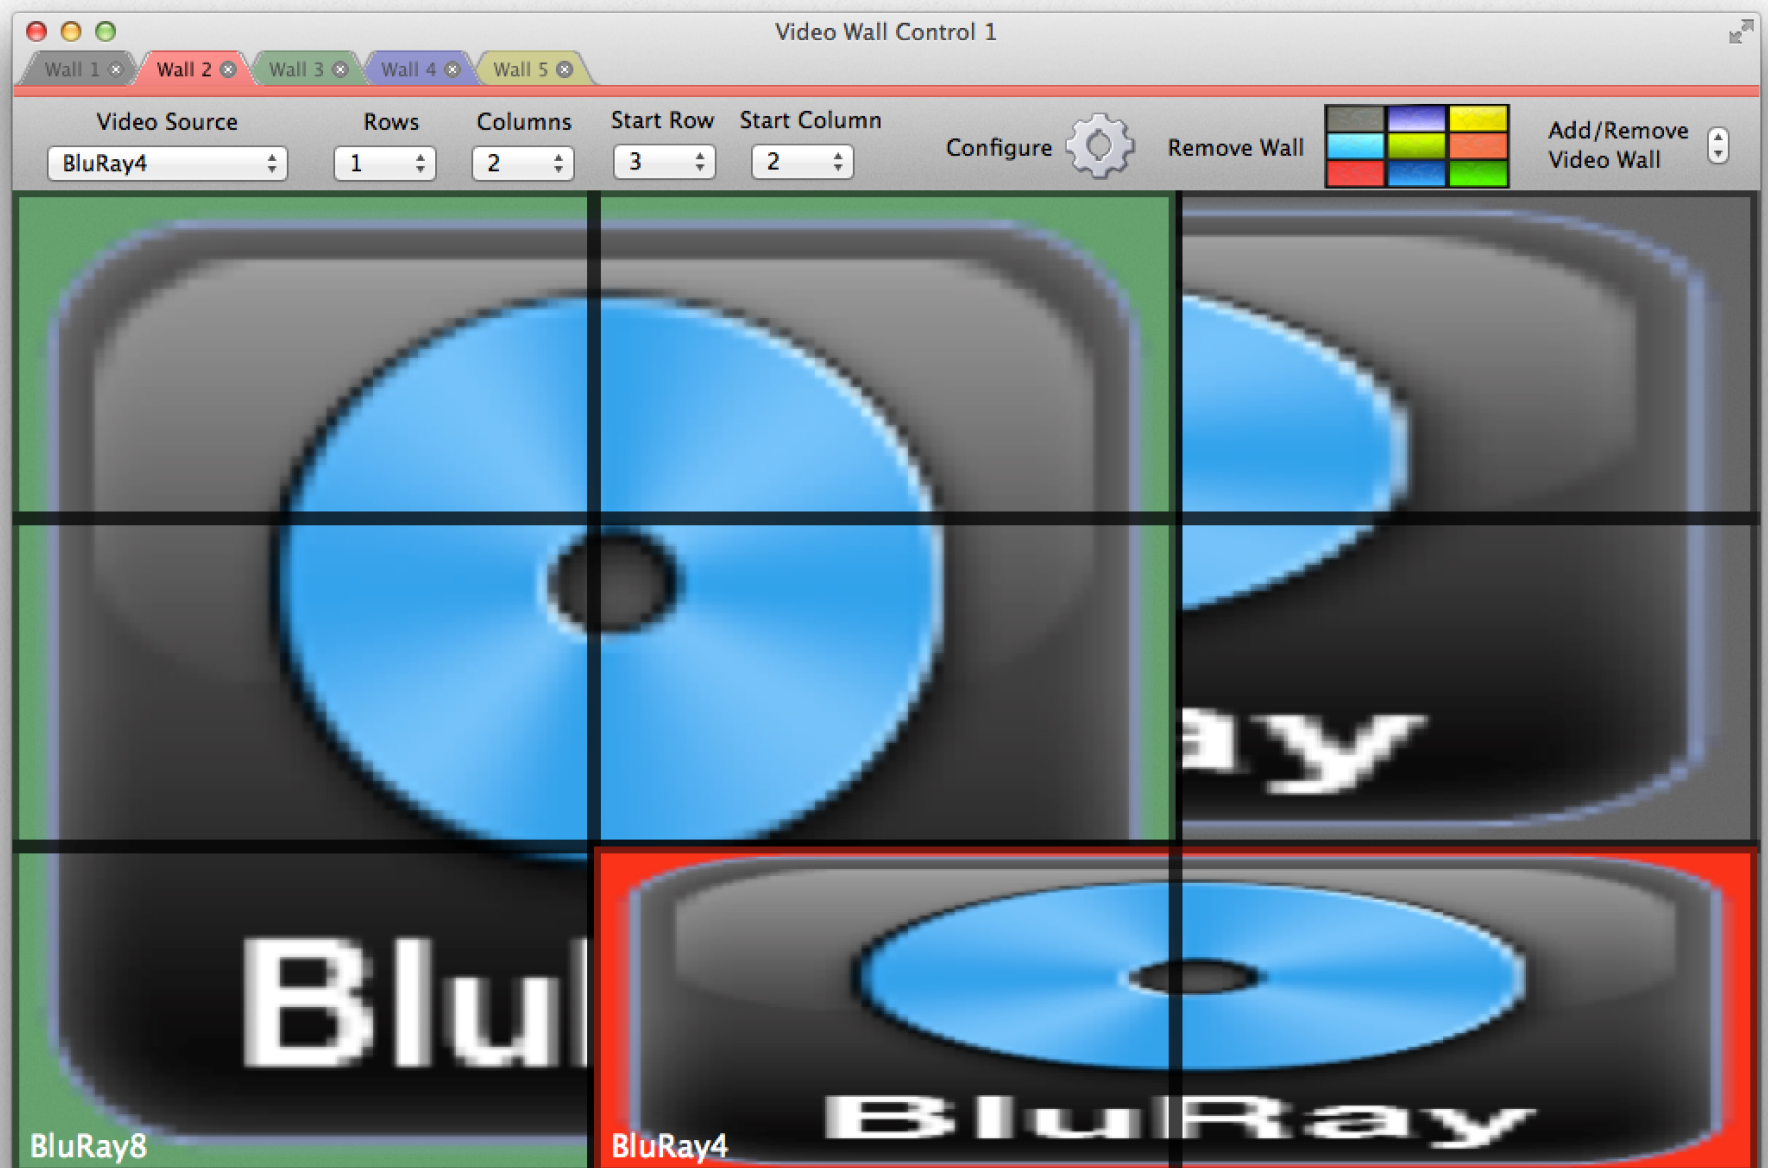 Video Wall Control 1
Wall 1 Wall 2 Wall 3 Wall 4 Wall 5
Video Source Rows Columns Start Row Start Column
BluRay4 1 2 3 2
Configure Remove Wall Add/Remove
Video Wall
ay
Blu
BluRay
BluRay8 BluRay4